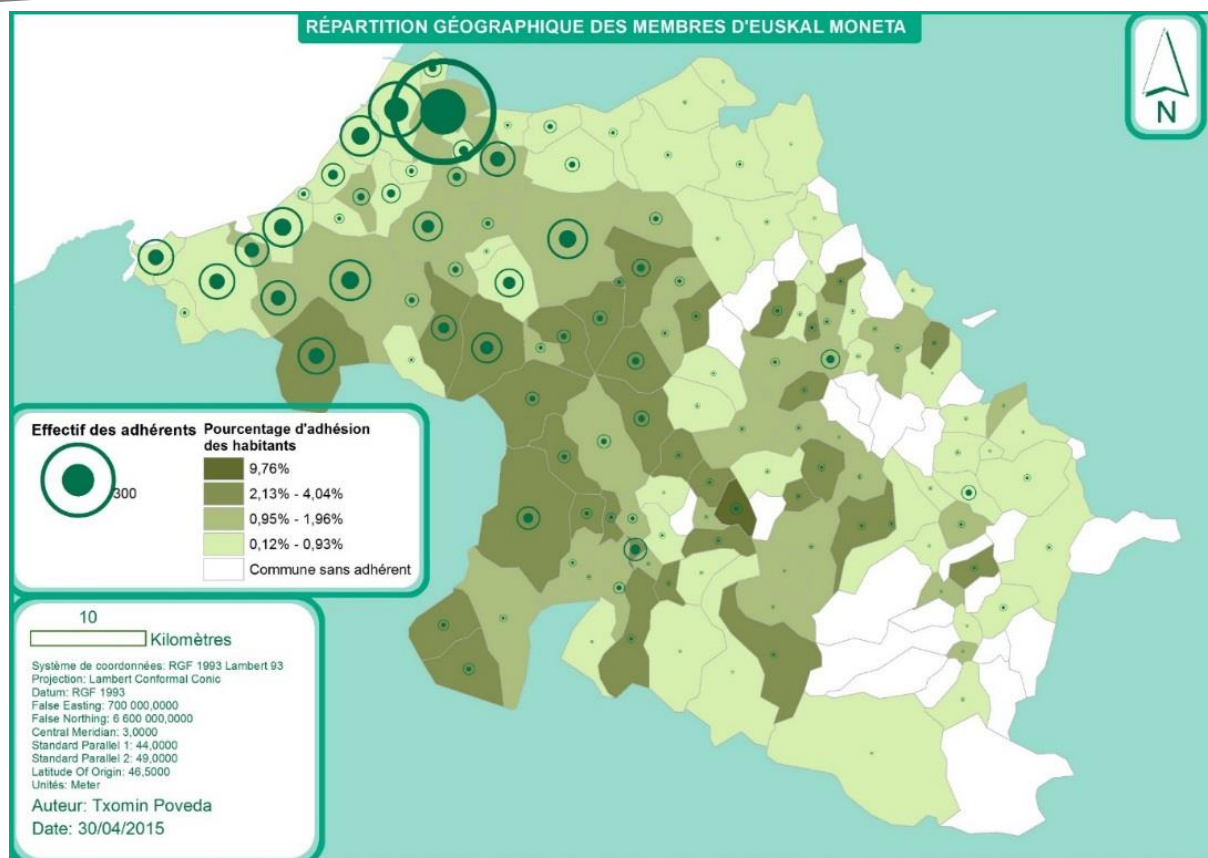 RÉPARTITION GÉOGRAPHIQUE DES MEMBRES D'EUSKAL MONETA
N
Effectif des adhérents
300
Pourcentage d'adhésion
des habitants
9,76%
2,13% - 4,04%
0,95% - 1,96%
0,12% - 0,93%
Commune sans adhérent
10
Kilomètres
Système de coordonnées: RGF 1993 Lambert 93
Projection: Lambert Conformal Conic
Datum: RGF 1993
False Easting: 700 000,0000
False Northing: 6 600 000,0000
Central Meridian: 3,0000
Standard Parallel 1: 44,0000
Standard Parallel 2: 49,0000
Latitude Of Origin: 46,5000
Unités: Meter
Auteur: Txomin Poveda
Date: 30/04/2015